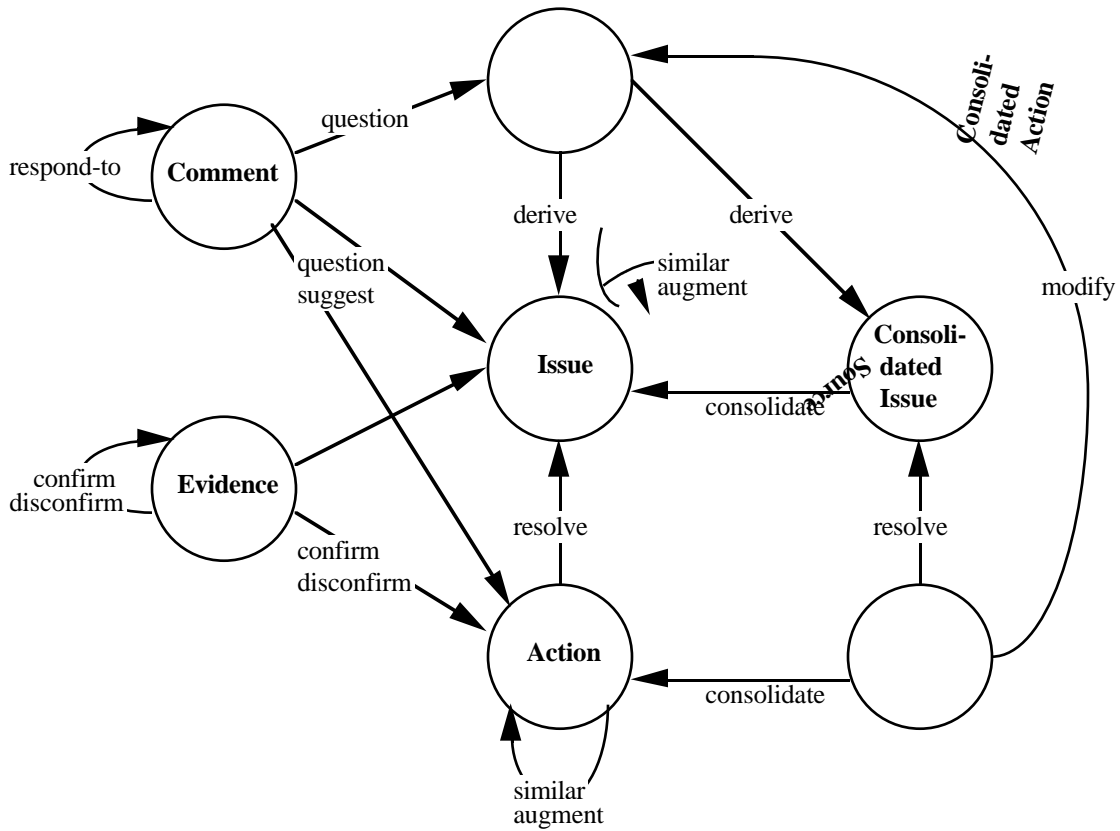 Consoli-
dated
Action
question
respond-to
Comment
derive
derive
question
suggest
similar
augment
modify
Issue
Consoli-
dated
Issue
Source
consolidate
confirm
disconfirm
Evidence
resolve
resolve
confirm
disconfirm
Action
consolidate
similar
augment